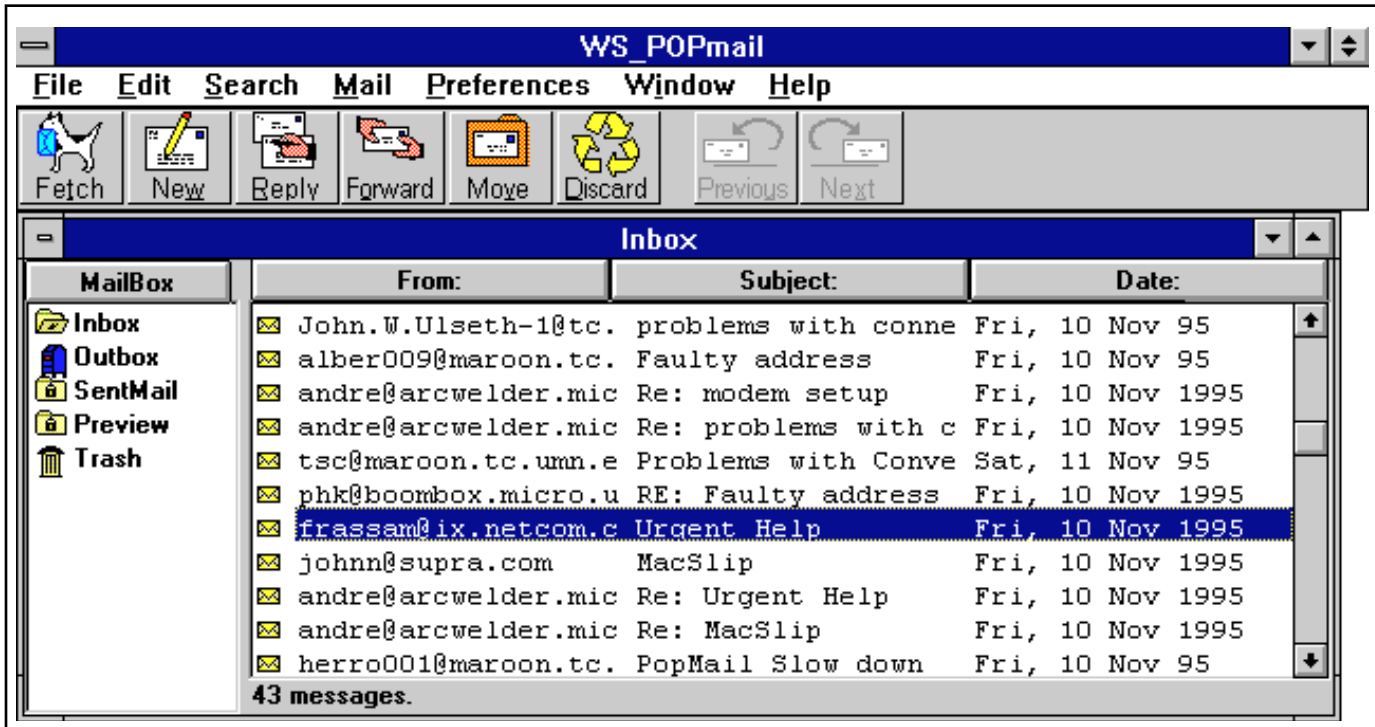 WS_POPmail
File Edit Search Mail Preferences Window Help
Fetch New Reply Forward Move Discard Previous Next
Inbox
MailBox From: Subject: Date:
Inbox
Outbox
SentMail
Preview
Trash
John.W.Ulseth-1@tc. problems with conne Fri, 10 Nov 95
alber009@maroon.tc. Faulty address Fri, 10 Nov 95
andre@arcwelder.mic Re: modem setup Fri, 10 Nov 1995
andre@arcwelder.mic Re: problems with c Fri, 10 Nov 1995
tsc@maroon.tc.umn.e Problems with Conve Sat, 11 Nov 95
phk@boombox.micro.u RE: Faulty address Fri, 10 Nov 1995
frassam@ix.netcom.c Urgent Help Fri, 10 Nov 1995
johnn@supra.com MacSlip Fri, 10 Nov 1995
andre@arcwelder.mic Re: Urgent Help Fri, 10 Nov 1995
andre@arcwelder.mic Re: MacSlip Fri, 10 Nov 1995
herro001@maroon.tc. PopMail Slow down Fri, 10 Nov 95
43 messages.